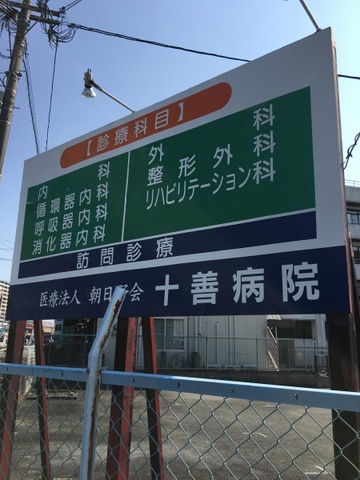 【診療科目】
内科
循環器内科
呼吸器内科
消化器内科
外科
整形外科
リハビリテーション科
訪問診療
医療法人 朝日野会 十善病院